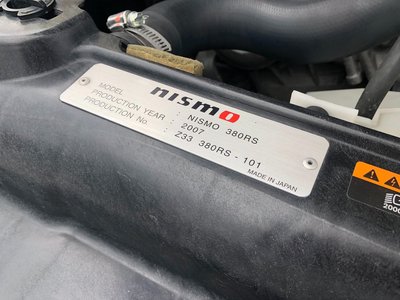 nismo
MODEL : NISMO 380RS
PRODUCTION YEAR : 2007
PRODUCTION No. : Z33 380RS - 101
MADE IN JAPAN